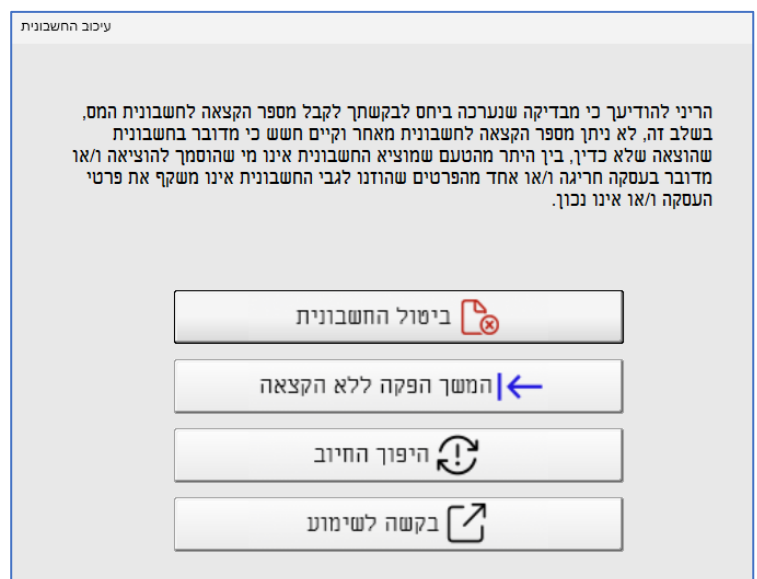 עיכוב החשבונית
הריני להודיעך כי מבדיקה שנערכה ביחס לבקשתך לקבל מספר הקצאה לחשבונית המס,
בשלב זה, לא ניתן מספר הקצאה לחשבונית מאחר וקיים חשש כי מדובר בחשבונית
שהוצאה שלא כדין, בין היתר מהטעם שמוציא החשבונית אינו מי שהוסמך להוציאה ו/או
מדובר בעסקה חריגה ו/או אחד מהפרטים שהוזנו לגבי החשבונית אינו משקף את פרטי
העסקה ו/או אינו נכון.
ביטול החשבונית
המשך הפקה ללא הקצאה
היפוך החיוב
בקשה לשימוע